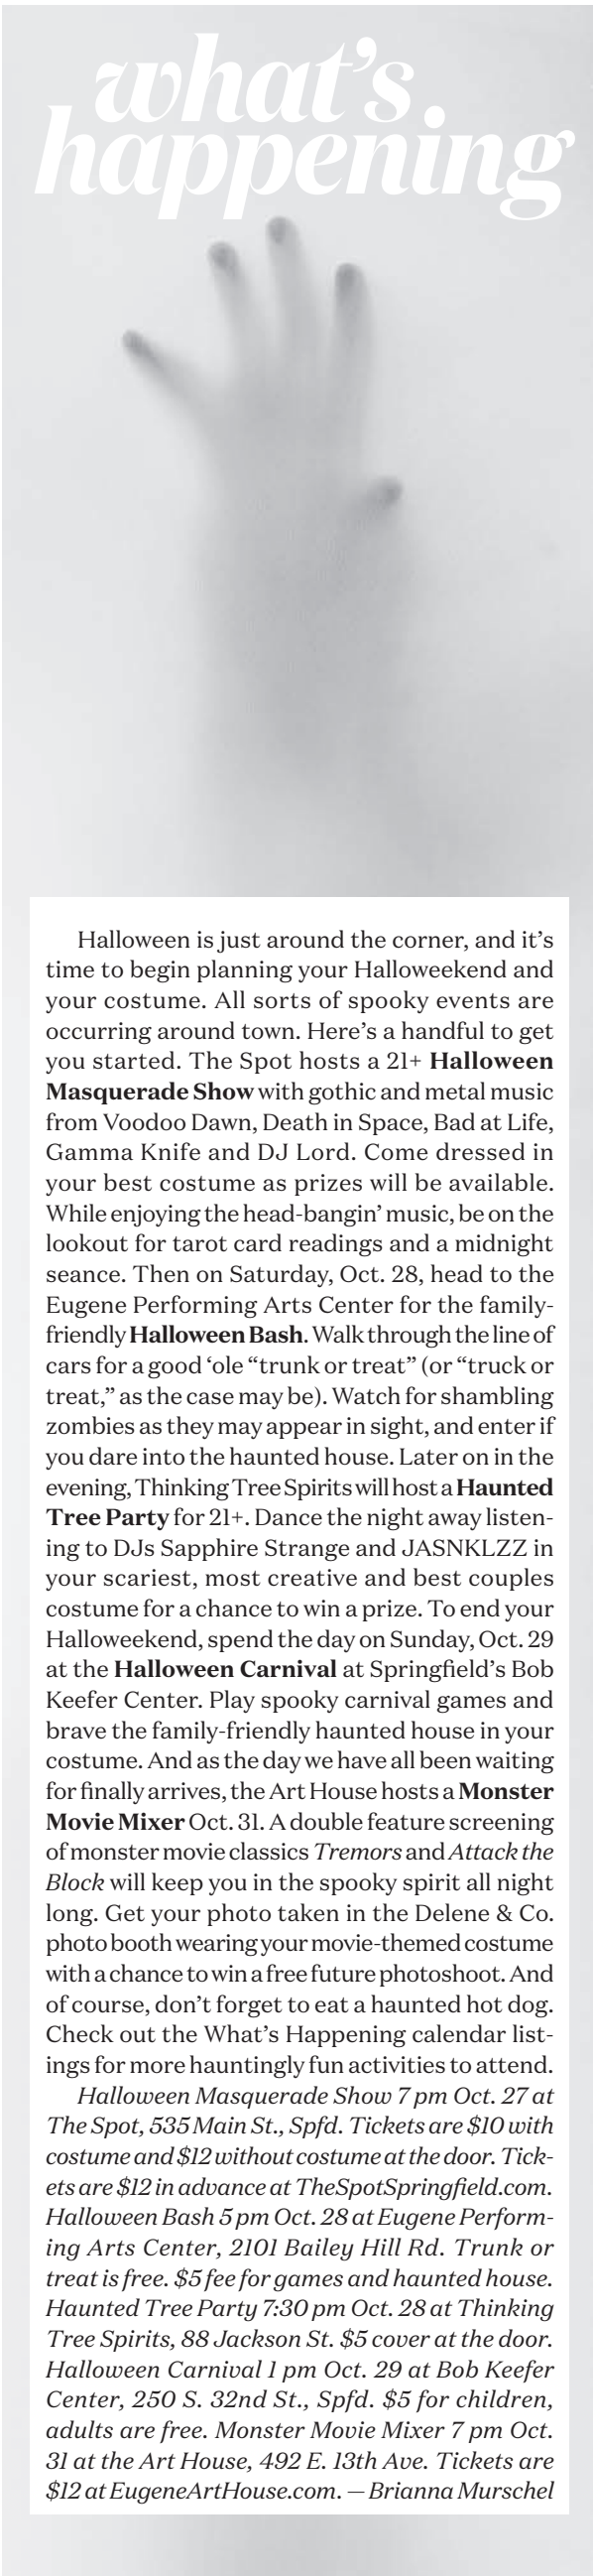 what's
happening
Halloween is just around the corner, and it's
time to begin planning your Halloweekend and
your costume. All sorts of spooky events are
occurring around town. Here's a handful to get
you started. The Spot hosts a 21+ Halloween
Masquerade Show with gothic and metal music
from Voodoo Dawn, Death in Space, Bad at Life,
Gamma Knife and DJ Lord. Come dressed in
your best costume as prizes will be available.
While enjoying the head-bangin' music, be on the
lookout for tarot card readings and a midnight
seance. Then on Saturday, Oct. 28, head to the
Eugene Performing Arts Center for the family-
friendly Halloween Bash. Walk through the line of
cars for a good ‘ole “trunk or treat” (or “truck or
treat,” as the case may be). Watch for shambling
zombies as they may appear in sight, and enter if
you dare into the haunted house. Later on in the
evening, Thinking Tree Spirits will host a Haunted
Tree Party for 21+. Dance the night away listen-
ing to DJs Sapphire Strange and JASNKLZZ in
your scariest, most creative and best couples
costume for a chance to win a prize. To end your
Halloweekend, spend the day on Sunday, Oct. 29
at the Halloween Carnival at Springfield's Bob
Keefer Center. Play spooky carnival games and
brave the family-friendly haunted house in your
costume. And as the day we have all been waiting
for finally arrives, the Art House hosts a Monster
Movie Mixer Oct. 31. A double feature screening
of monster movie classics Tremors and Attack the
Block will keep you in the spooky spirit all night
long. Get your photo taken in the Delene & Co.
photo booth wearing your movie-themed costume
with a chance to win a free future photoshoot. And
of course, don't forget to eat a haunted hot dog.
Check out the What's Happening calendar list-
ings for more hauntingly fun activities to attend.
Halloween Masquerade Show 7 pm Oct. 27 at
The Spot, 535 Main St., Spfd. Tickets are $10 with
costume and $12 without costume at the door. Tick-
ets are $12 in advance at TheSpotSpringfield.com.
Halloween Bash 5 pm Oct. 28 at Eugene Perform-
ing Arts Center, 2101 Bailey Hill Rd. Trunk or
treat is free. $5 fee for games and haunted house.
Haunted Tree Party 7:30 pm Oct. 28 at Thinking
Tree Spirits, 88 Jackson St. $5 cover at the door.
Halloween Carnival 1 pm Oct. 29 at Bob Keefer
Center, 250 S. 32nd St., Spfd. $5 for children,
adults are free. Monster Movie Mixer 7 pm Oct.
31 at the Art House, 492 E. 13th Ave. Tickets are
$12 at EugeneArtHouse.com. — Brianna Murschel